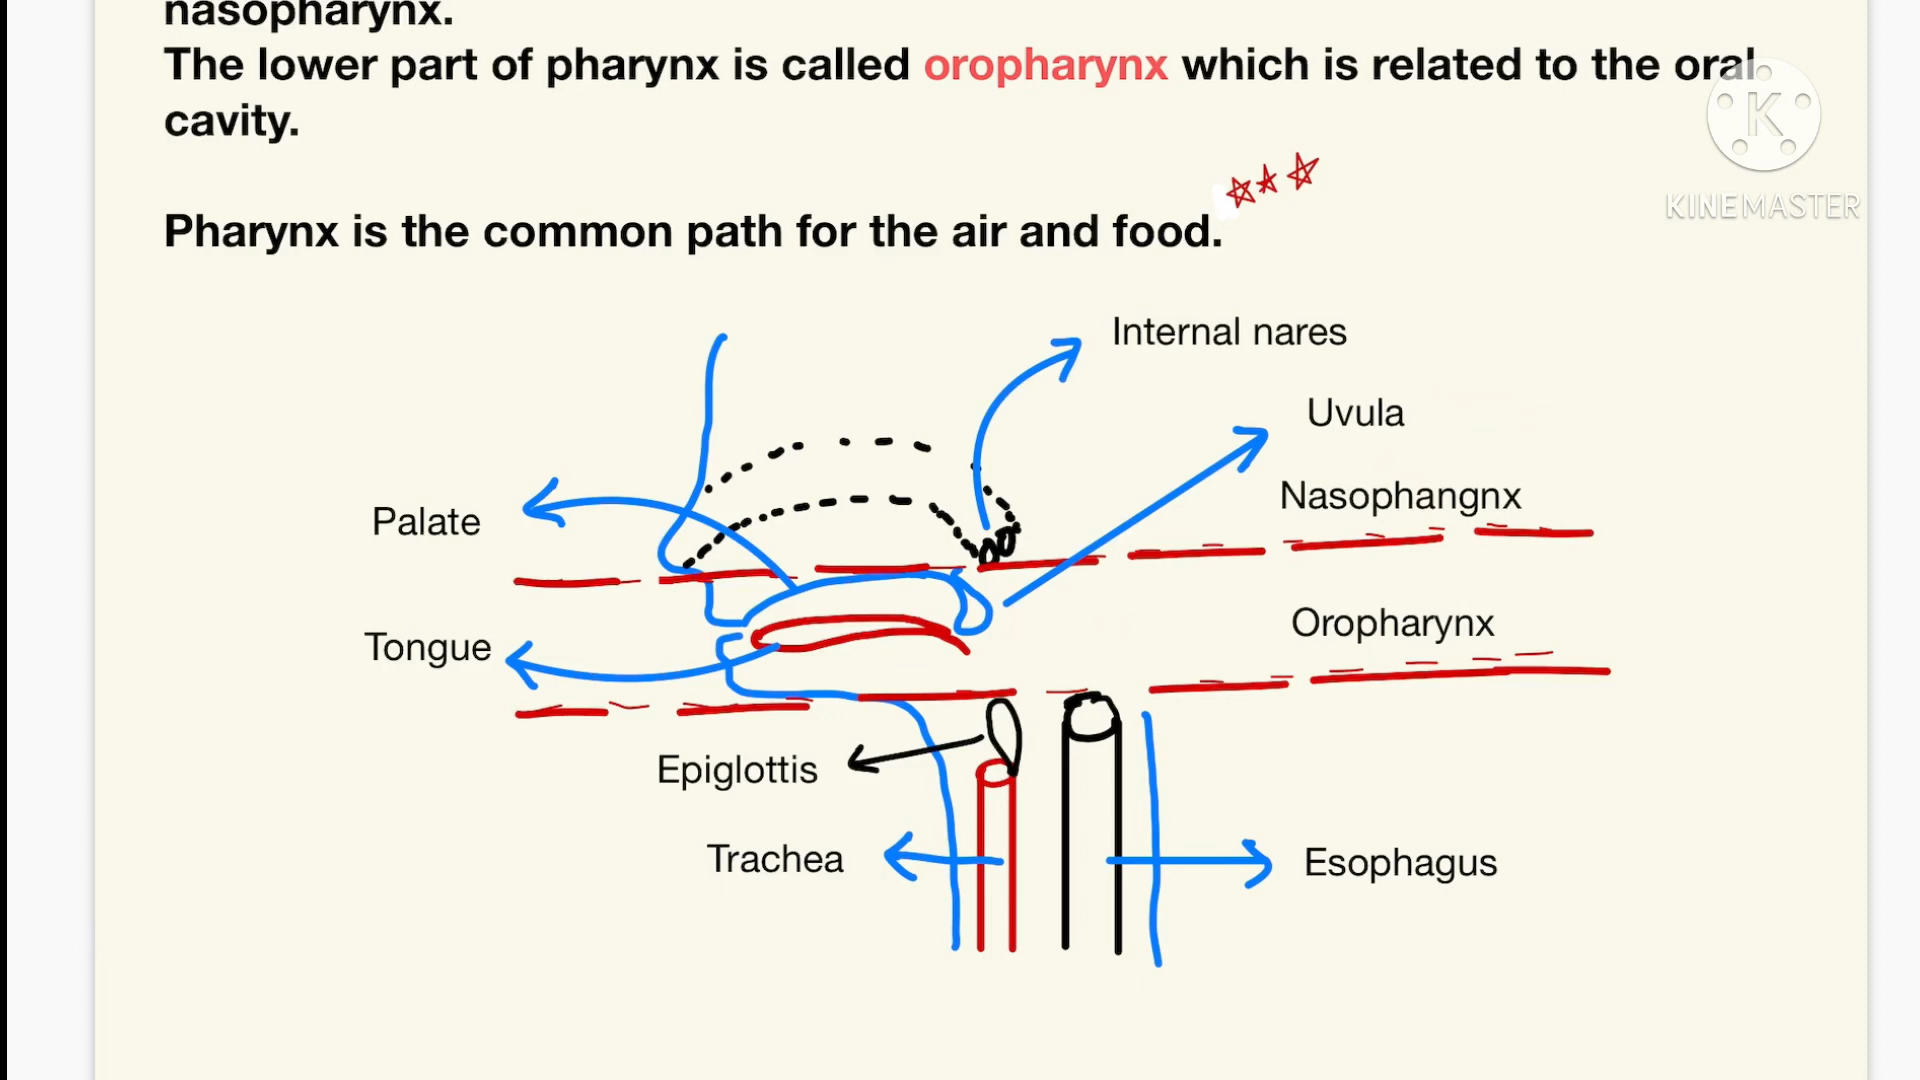 nasopharynx.
The lower part of pharynx is called oropharynx which is related to the oral
cavity.
Pharynx is the common path for the air and food.
K
KINEMASTER
Internal nares
Uvula
Nasophangnx
Palate
Oropharynx
Tongue
Epiglottis
Trachea
Esophagus